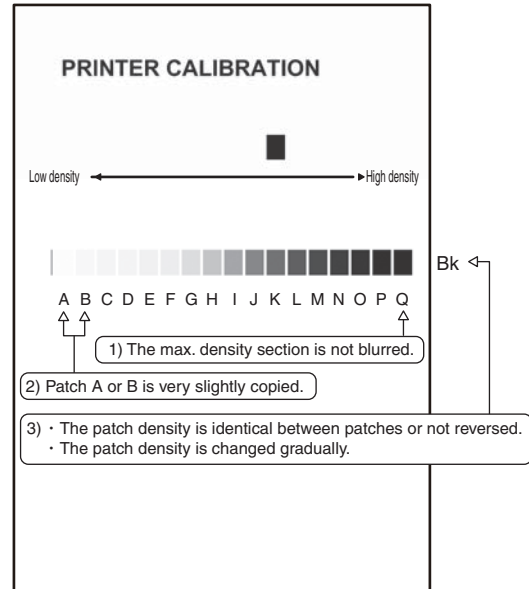 PRINTER CALIBRATION
Low density High density
Bk
A B C D E F G H I J K L M N O P Q
1) The max. density section is not blurred.
2) Patch A or B is very slightly copied.
3) ・The patch density is identical between patches or not reversed.
・The patch density is changed gradually.